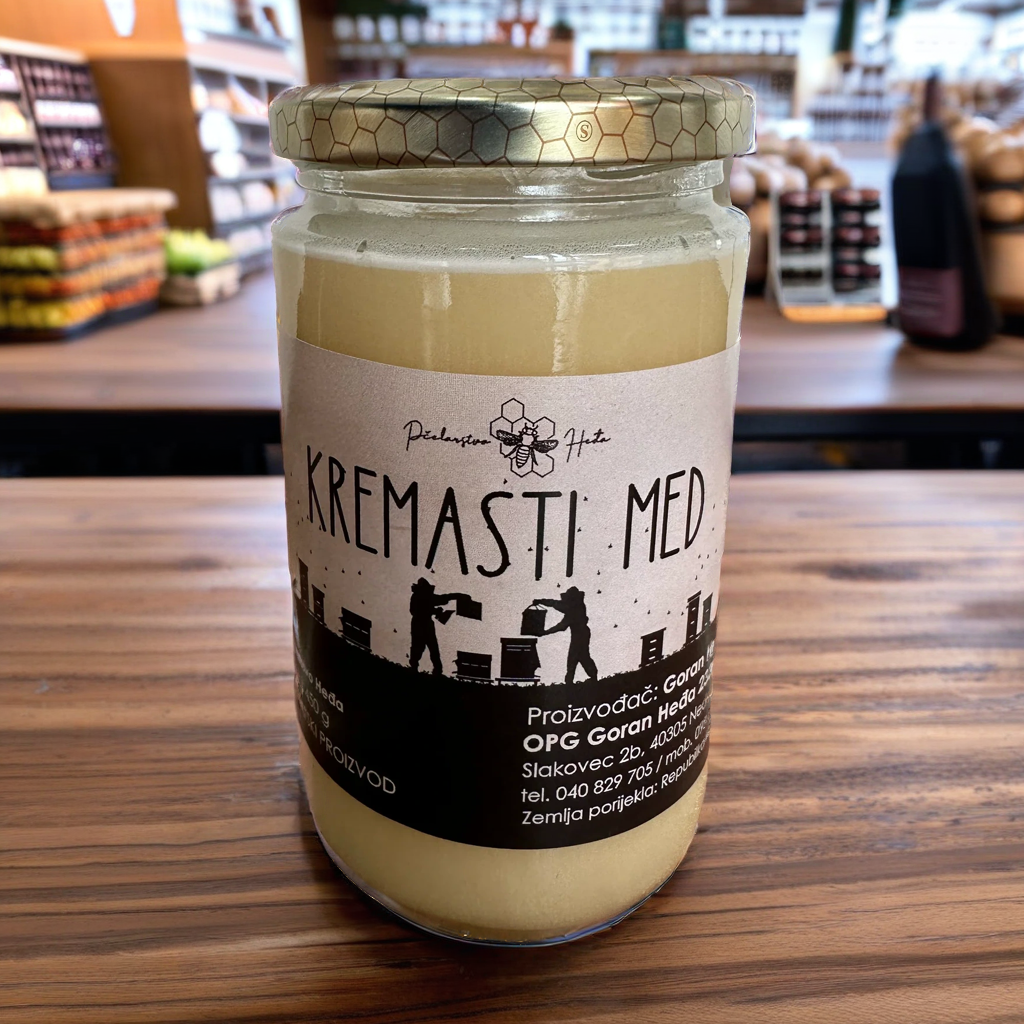 Pčelarstvo Heđa
KREMASTI MED
Heđa
g
PROIZVOD
Proizvođač: Goran
OPG Goran Heđa
Slakovec 2b, 40305
tel. 040 829 705 / mob.
Zemlja porijekla: